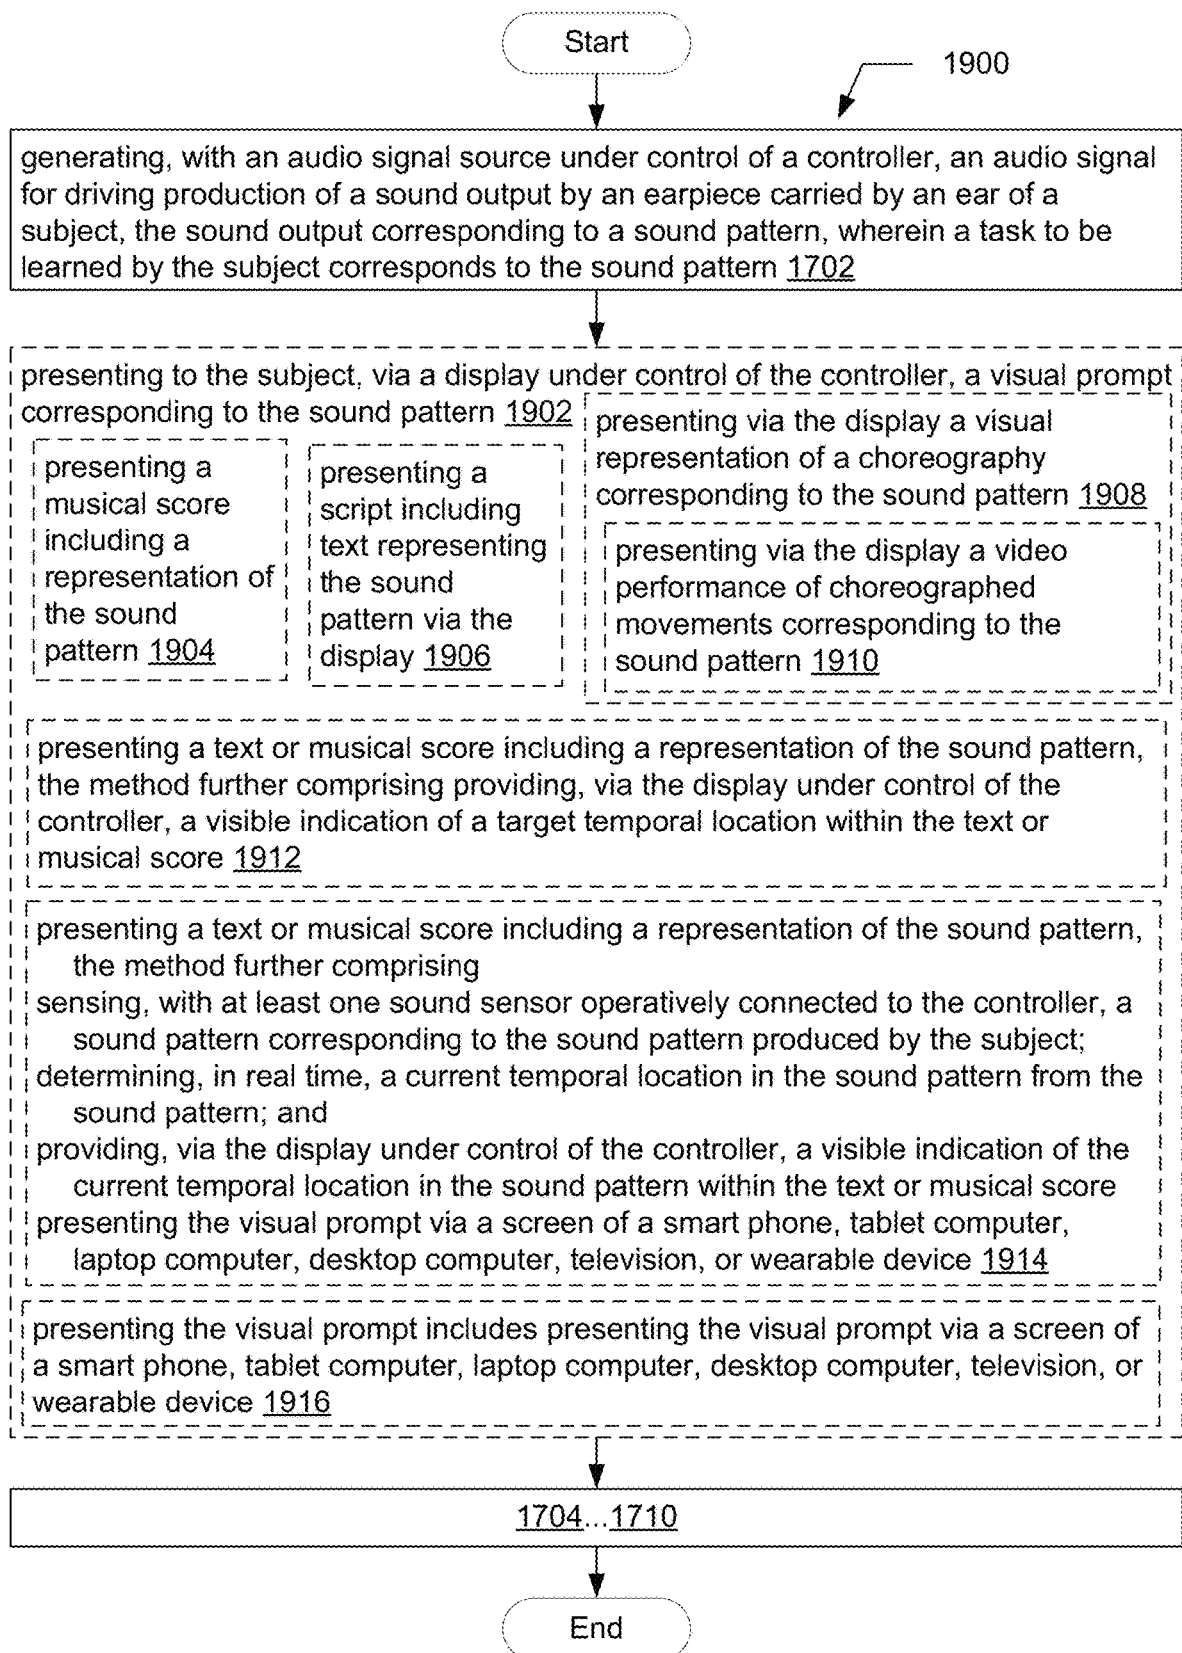 Start
1900
generating, with an audio signal source under control of a controller, an audio signal
for driving production of a sound output by an earpiece carried by an ear of a
subject, the sound output corresponding to a sound pattern, wherein a task to be
learned by the subject corresponds to the sound pattern 1702
presenting to the subject, via a display under control of the controller, a visual prompt
corresponding to the sound pattern 1902
presenting a
musical score
including a
representation of
the sound
pattern 1904
presenting a
script including
text representing
the sound
pattern via the
display 1906
presenting via the display a visual
representation of a choreography
corresponding to the sound pattern 1908
presenting via the display a video
performance of choreographed
movements corresponding to the
sound pattern 1910
presenting a text or musical score including a representation of the sound pattern,
the method further comprising providing, via the display under control of the
controller, a visible indication of a target temporal location within the text or
musical score 1912
presenting a text or musical score including a representation of the sound pattern,
the method further comprising
sensing, with at least one sound sensor operatively connected to the controller, a
sound pattern corresponding to the sound pattern produced by the subject;
determining, in real time, a current temporal location in the sound pattern from the
sound pattern; and
providing, via the display under control of the controller, a visible indication of the
current temporal location in the sound pattern within the text or musical score
presenting the visual prompt via a screen of a smart phone, tablet computer,
laptop computer, desktop computer, television, or wearable device 1914
presenting the visual prompt includes presenting the visual prompt via a screen of
a smart phone, tablet computer, laptop computer, desktop computer, television, or
wearable device 1916
1704...1710
End